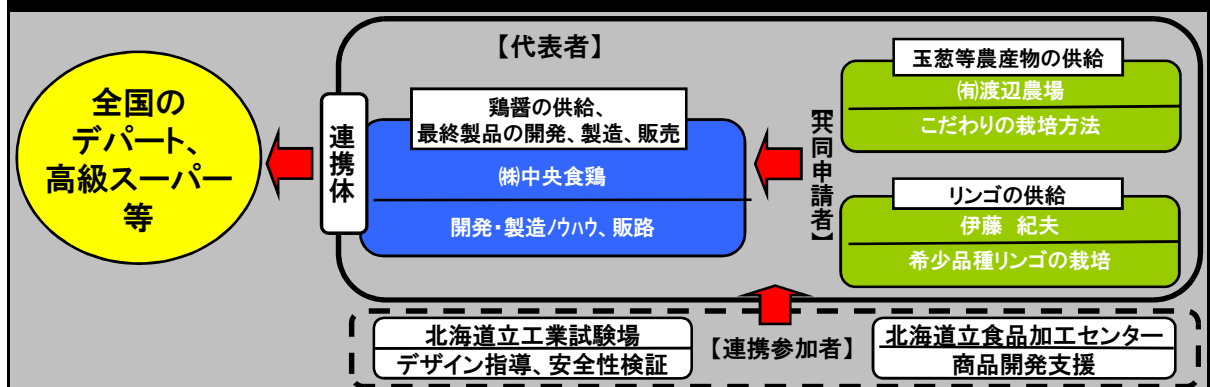 全国の
デパート、
高級スーパー
等
連携体
【代表者】
鶏醤の供給、
最終製品の開発、製造、販売
㈱中央食鶏
開発・製造ノウハウ、販路
【共同申請者】
玉葱等農産物の供給
㈲渡辺農場
こだわりの栽培方法
リンゴの供給
伊藤 紀夫
希少品種リンゴの栽培
北海道立工業試験場
デザイン指導、安全性検証
【連携参加者】
北海道立食品加工センター
商品開発支援